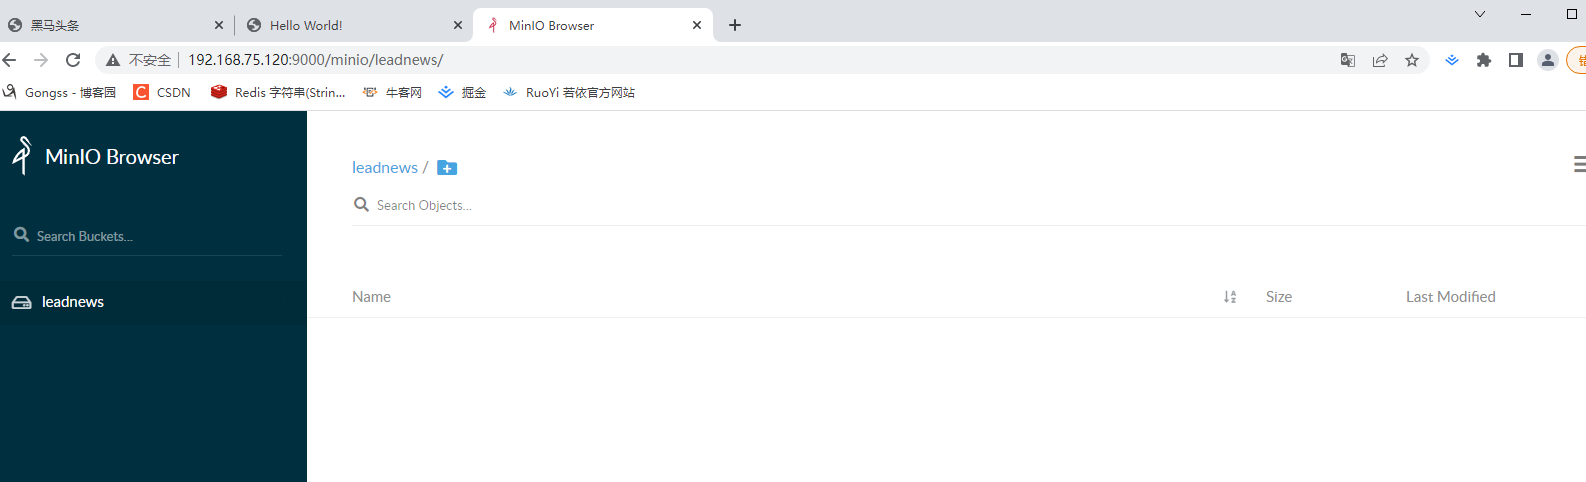 黑马头条
Hello World!
MinIO Browser
不安全
192.168.75.120:9000/minio/leadnews/
Gongss - 博客园
CSDN
Redis 字符串(Strin...
牛客网
掘金
RuoYi 若依官方网站
MinIO Browser
leadnews /
Search Objects...
Search Buckets...
leadnews
Name
Size
Last Modified